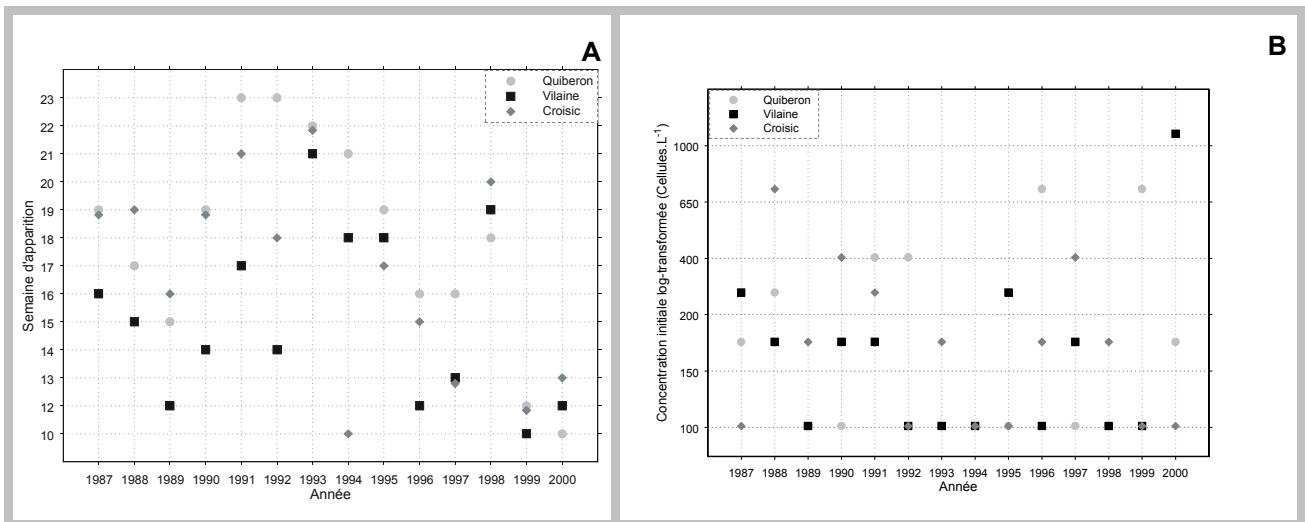 A
Quiberon
Vilaine
Croisic
Semaine d'apparition
23
22
21
20
19
18
17
16
15
14
13
12
10
1987 1988 1989 1990 1991 1992 1993 1994 1995 1996 1997 1998 1999 2000
Année
B
Quiberon
Vilaine
Croisic
Concentration initiale log-transformée (Cellules.L⁻¹)
1000
650
400
200
150
100
1987 1988 1989 1990 1991 1992 1993 1994 1995 1996 1997 1998 1999 2000
Année